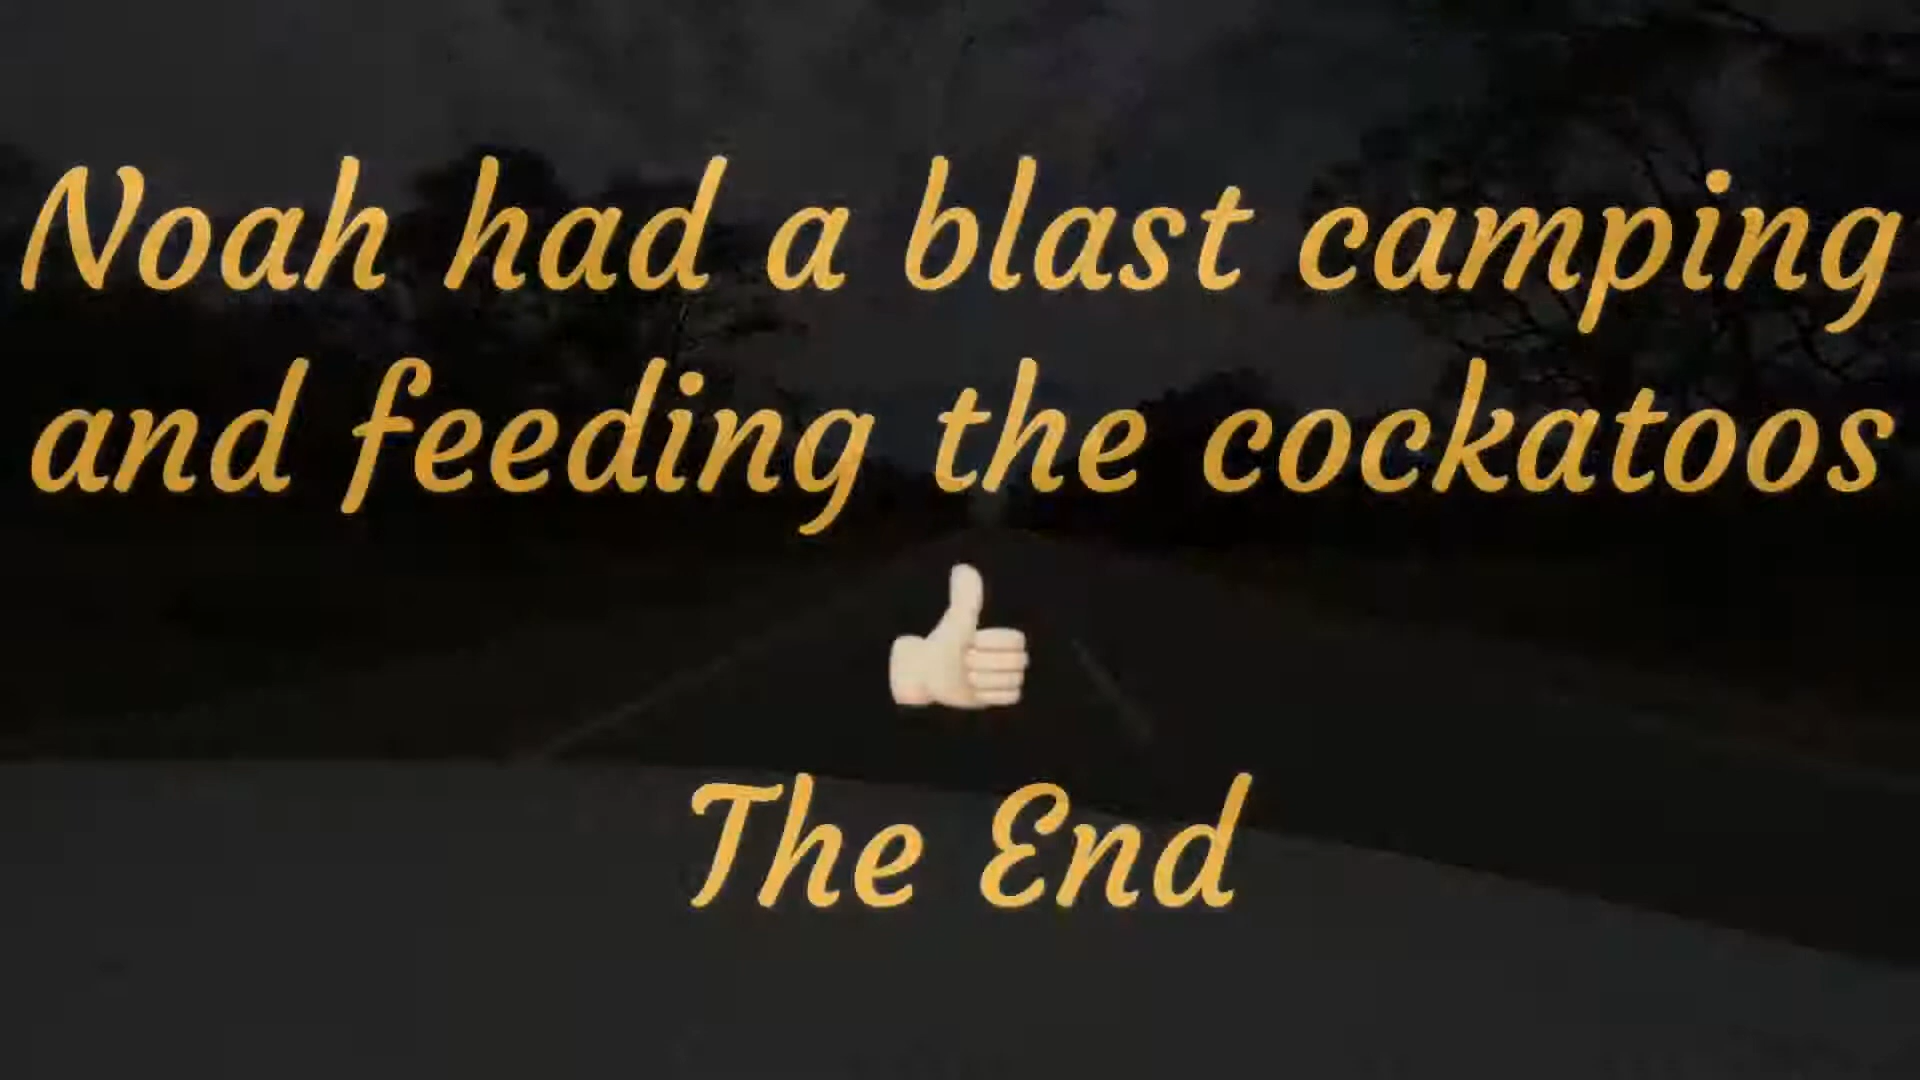 Noah had a blast camping
and feeding the cockatoos
👍🏻
The End